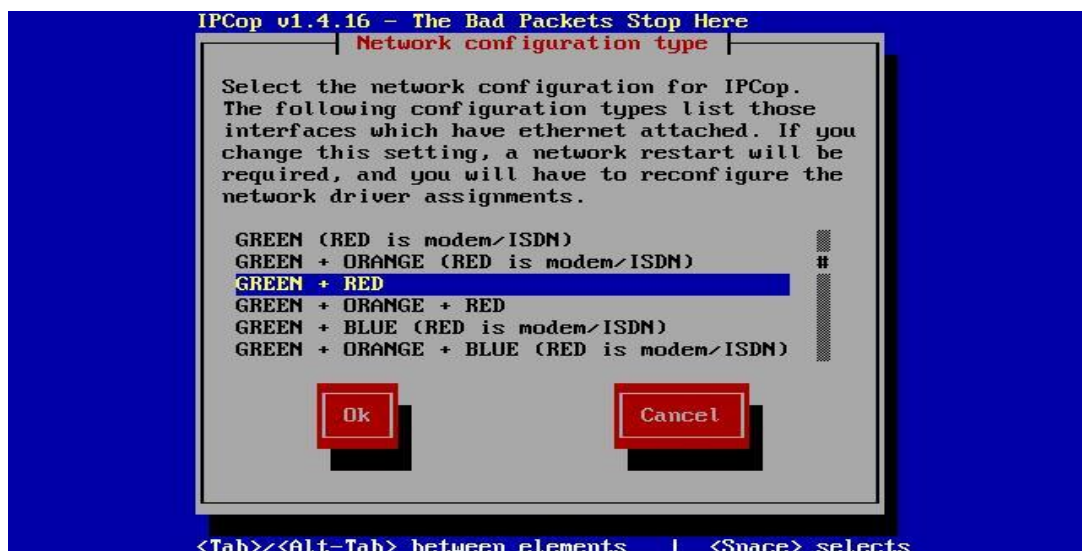 IPCop v1.4.16 - The Bad Packets Stop Here
Network configuration type
Select the network configuration for IPCop.
The following configuration types list those
interfaces which have ethernet attached. If you
change this setting, a network restart will be
required, and you will have to reconfigure the
network driver assignments.
GREEN (RED is modem/ISDN)
GREEN + ORANGE (RED is modem/ISDN) #
GREEN + RED
GREEN + ORANGE + RED
GREEN + BLUE (RED is modem/ISDN)
GREEN + ORANGE + BLUE (RED is modem/ISDN)
Ok Cancel
<Tab>/<Alt-Tab> between elements | <Space> selects